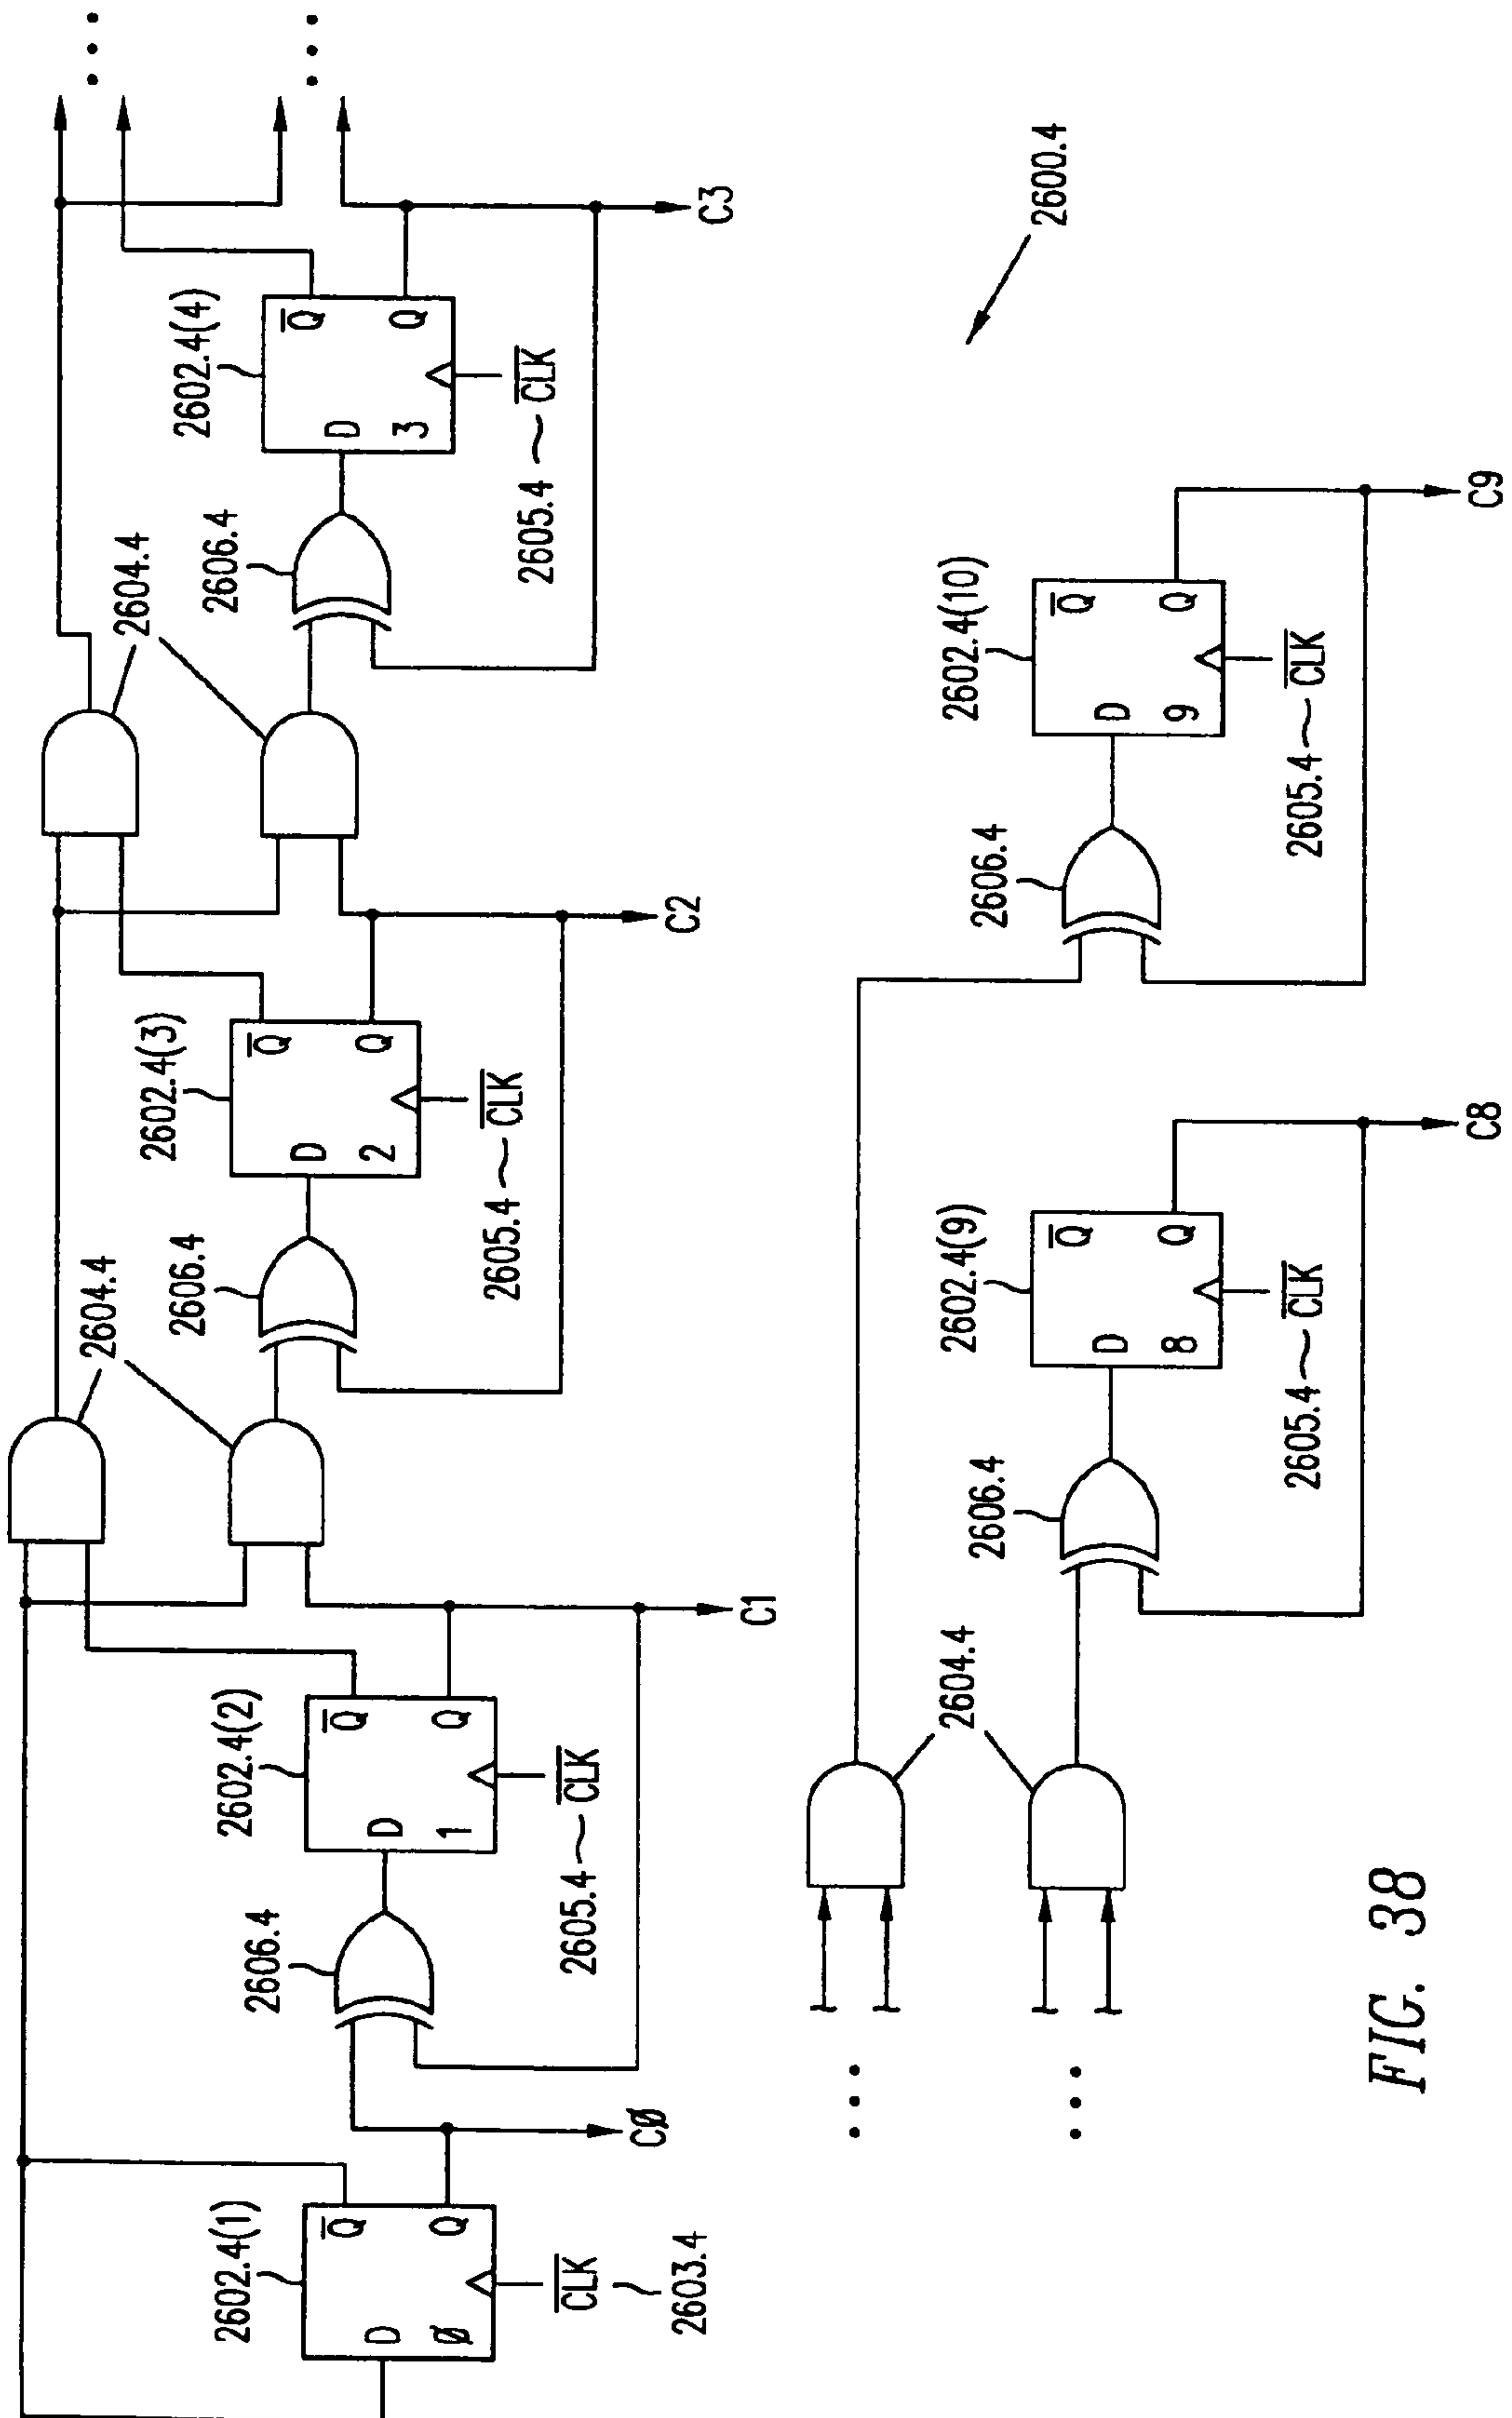 2602.4(1)
D
Q
Ø
Q
CLK
2603.4
CØ
2606.4
2602.4(2)
D
Q
1
Q
2605.4
CLK
C1
2604.4
2606.4
2602.4(3)
D
Q
2
Q
2605.4
CLK
C2
2604.4
2606.4
2602.4(4)
D
Q
3
Q
2605.4
CLK
C3
2600.4
2604.4
2606.4
2602.4(9)
D
Q
8
Q
2605.4
CLK
C8
2606.4
2602.4(10)
D
Q
9
Q
2605.4
CLK
C9
FIG. 38